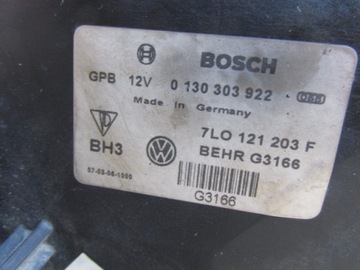 BOSCH
GPB 12V 0 130 303 922
Made in Germany
7L0 121 203 F
BH3
BEHR G3166
G3166